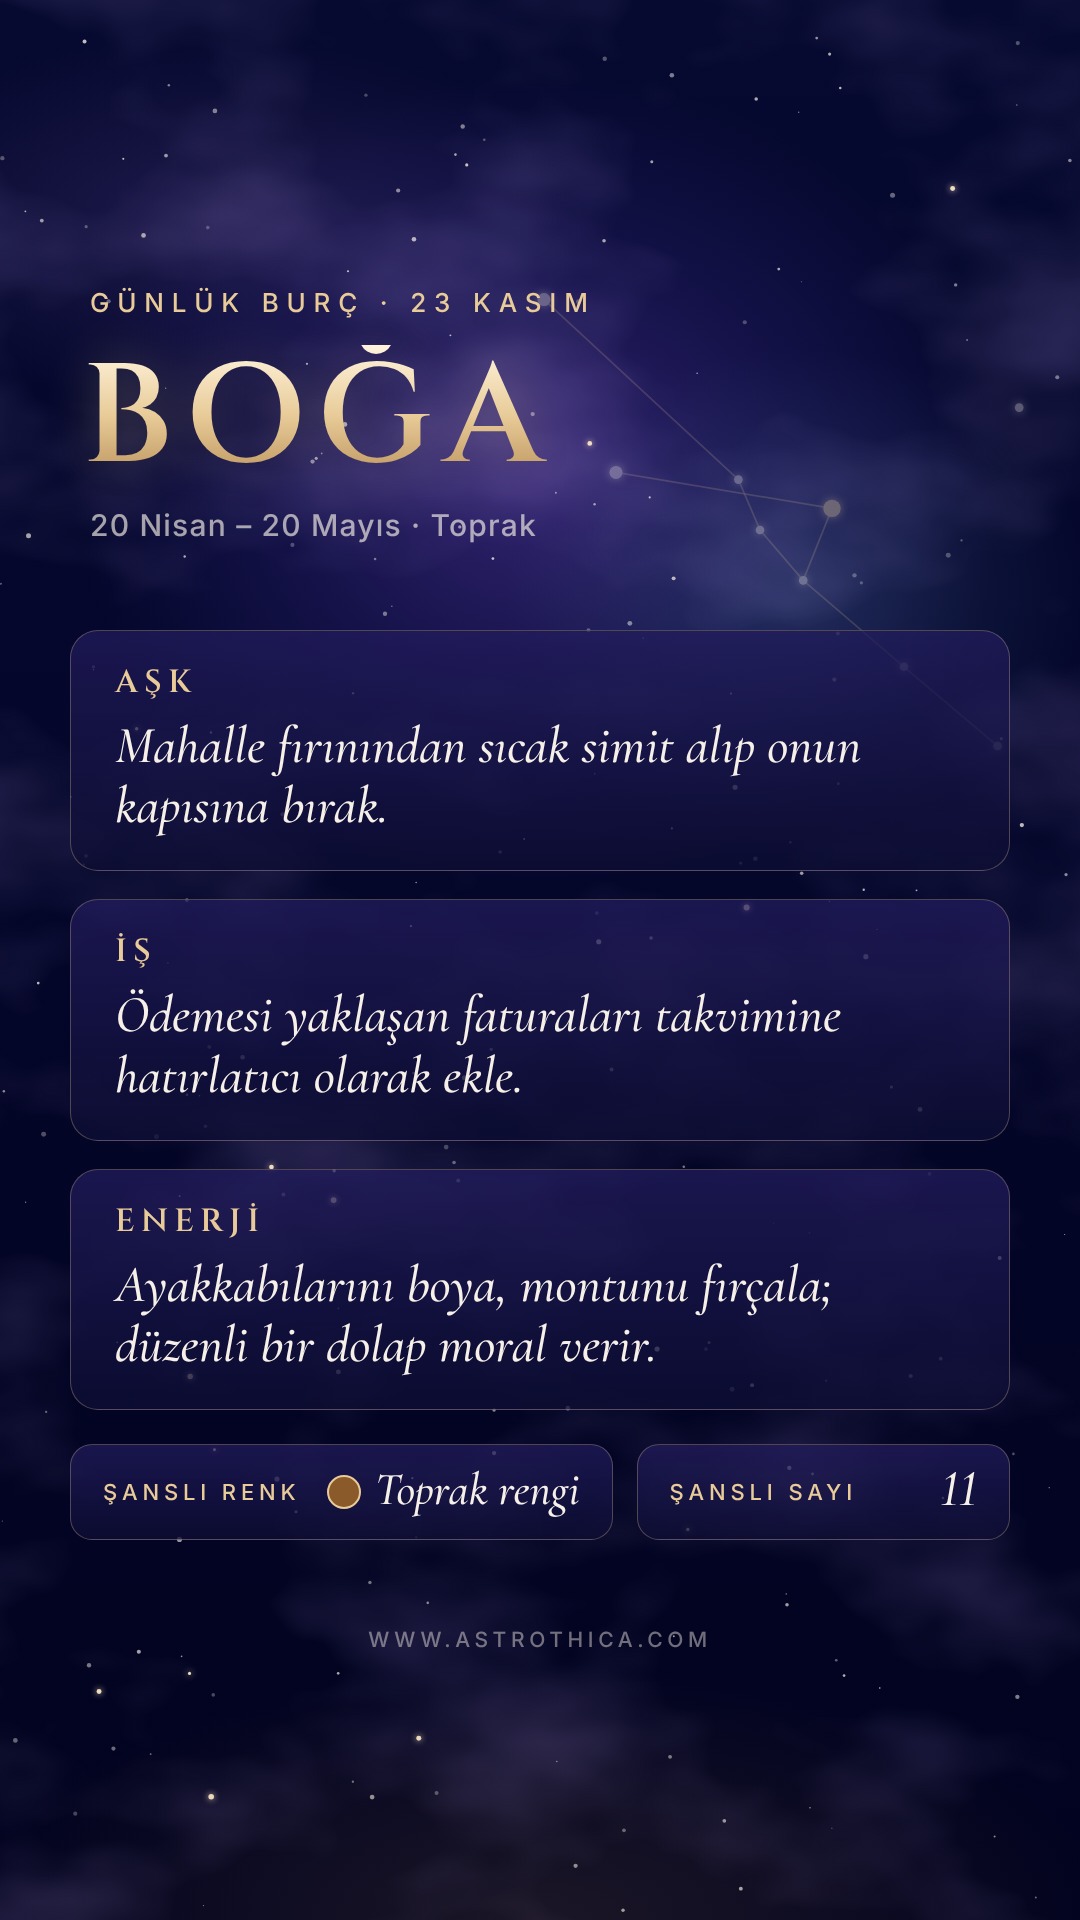 GÜNLÜK BURÇ · 23 KASIM
BOĞA
20 Nisan – 20 Mayıs · Toprak
AŞK
Mahalle fırınından sıcak simit alıp onun
kapısına bırak.
İŞ
Ödemesi yaklaşan faturaları takvimine
hatırlatıcı olarak ekle.
ENERJİ
Ayakkabılarını boya, montunu fırçala;
düzenli bir dolap moral verir.
ŞANSLI RENK Toprak rengi
ŞANSLI SAYI 11
WWW.ASTROTHICA.COM